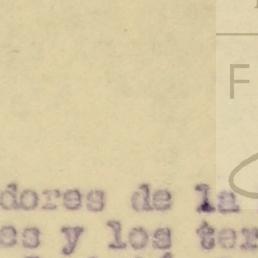 F
dores de la
es y los ter